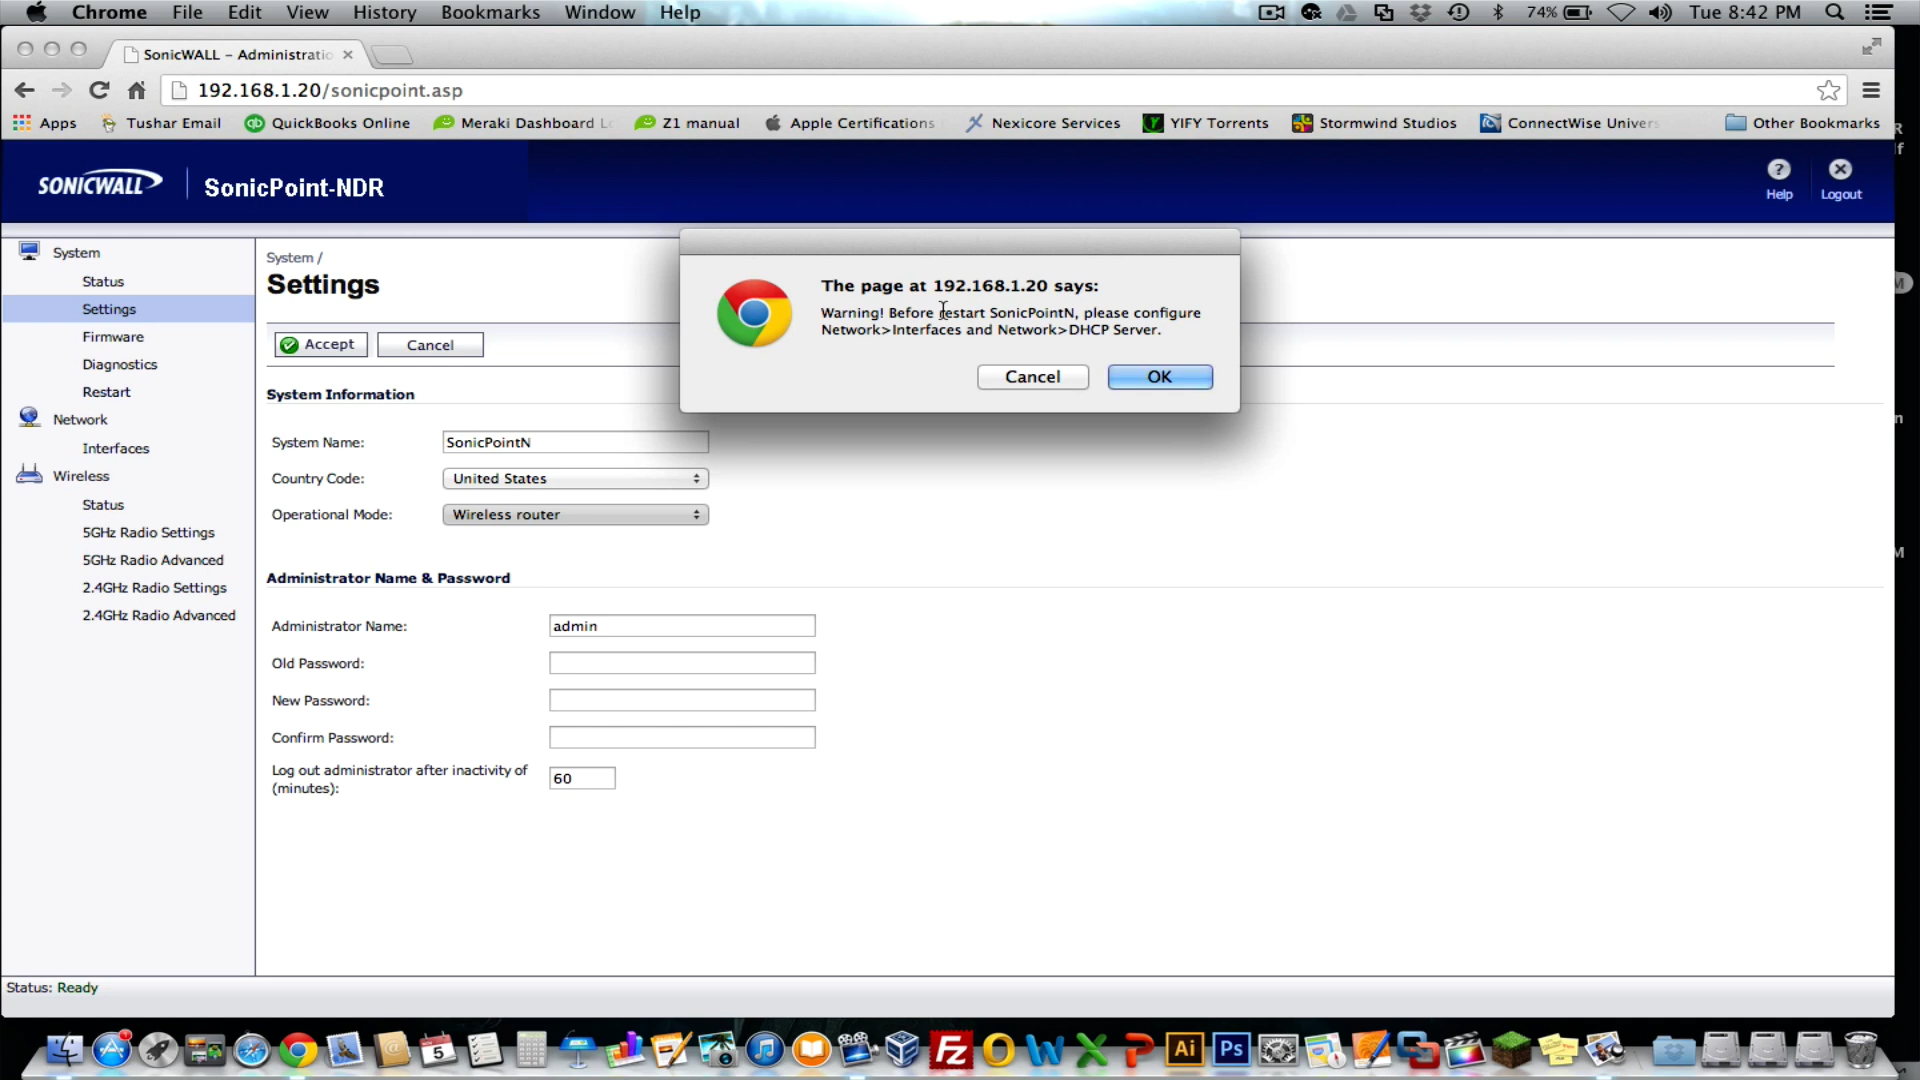 Chrome File Edit View History Bookmarks Window Help 74% Tue 8:42 PM
SonicWALL - Administratio
192.168.1.20/sonicpoint.asp
Apps Tushar Email QuickBooks Online Meraki Dashboard Lo Z1 manual Apple Certifications Nexicore Services YIFY Torrents Stormwind Studios ConnectWise Univers Other Bookmarks
SONICWALL SonicPoint-NDR
Help Logout
System
Status
Settings
Firmware
Diagnostics
Restart
Network
Interfaces
Wireless
Status
5GHz Radio Settings
5GHz Radio Advanced
2.4GHz Radio Settings
2.4GHz Radio Advanced
System /
Settings
Accept Cancel
The page at 192.168.1.20 says:
Warning! Before restart SonicPointN, please configure
Network>Interfaces and Network>DHCP Server.
Cancel OK
System Information
System Name: SonicPointN
Country Code: United States
Operational Mode: Wireless router
Administrator Name & Password
Administrator Name: admin
Old Password:
New Password:
Confirm Password:
Log out administrator after inactivity of
(minutes): 60
Status: Ready
5
Fz
Ai
Ps